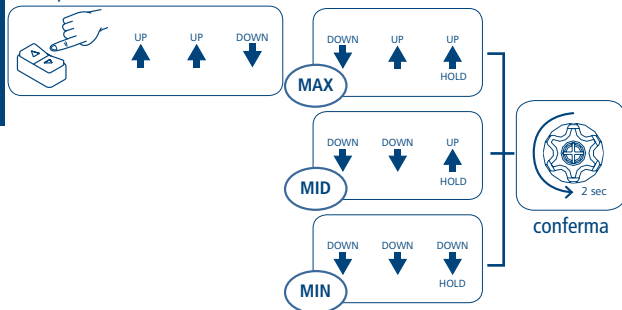 UP UP DOWN
DOWN UP UP
HOLD
MAX
DOWN DOWN UP
HOLD
MID
DOWN DOWN DOWN
HOLD
MIN
2 sec
conferma